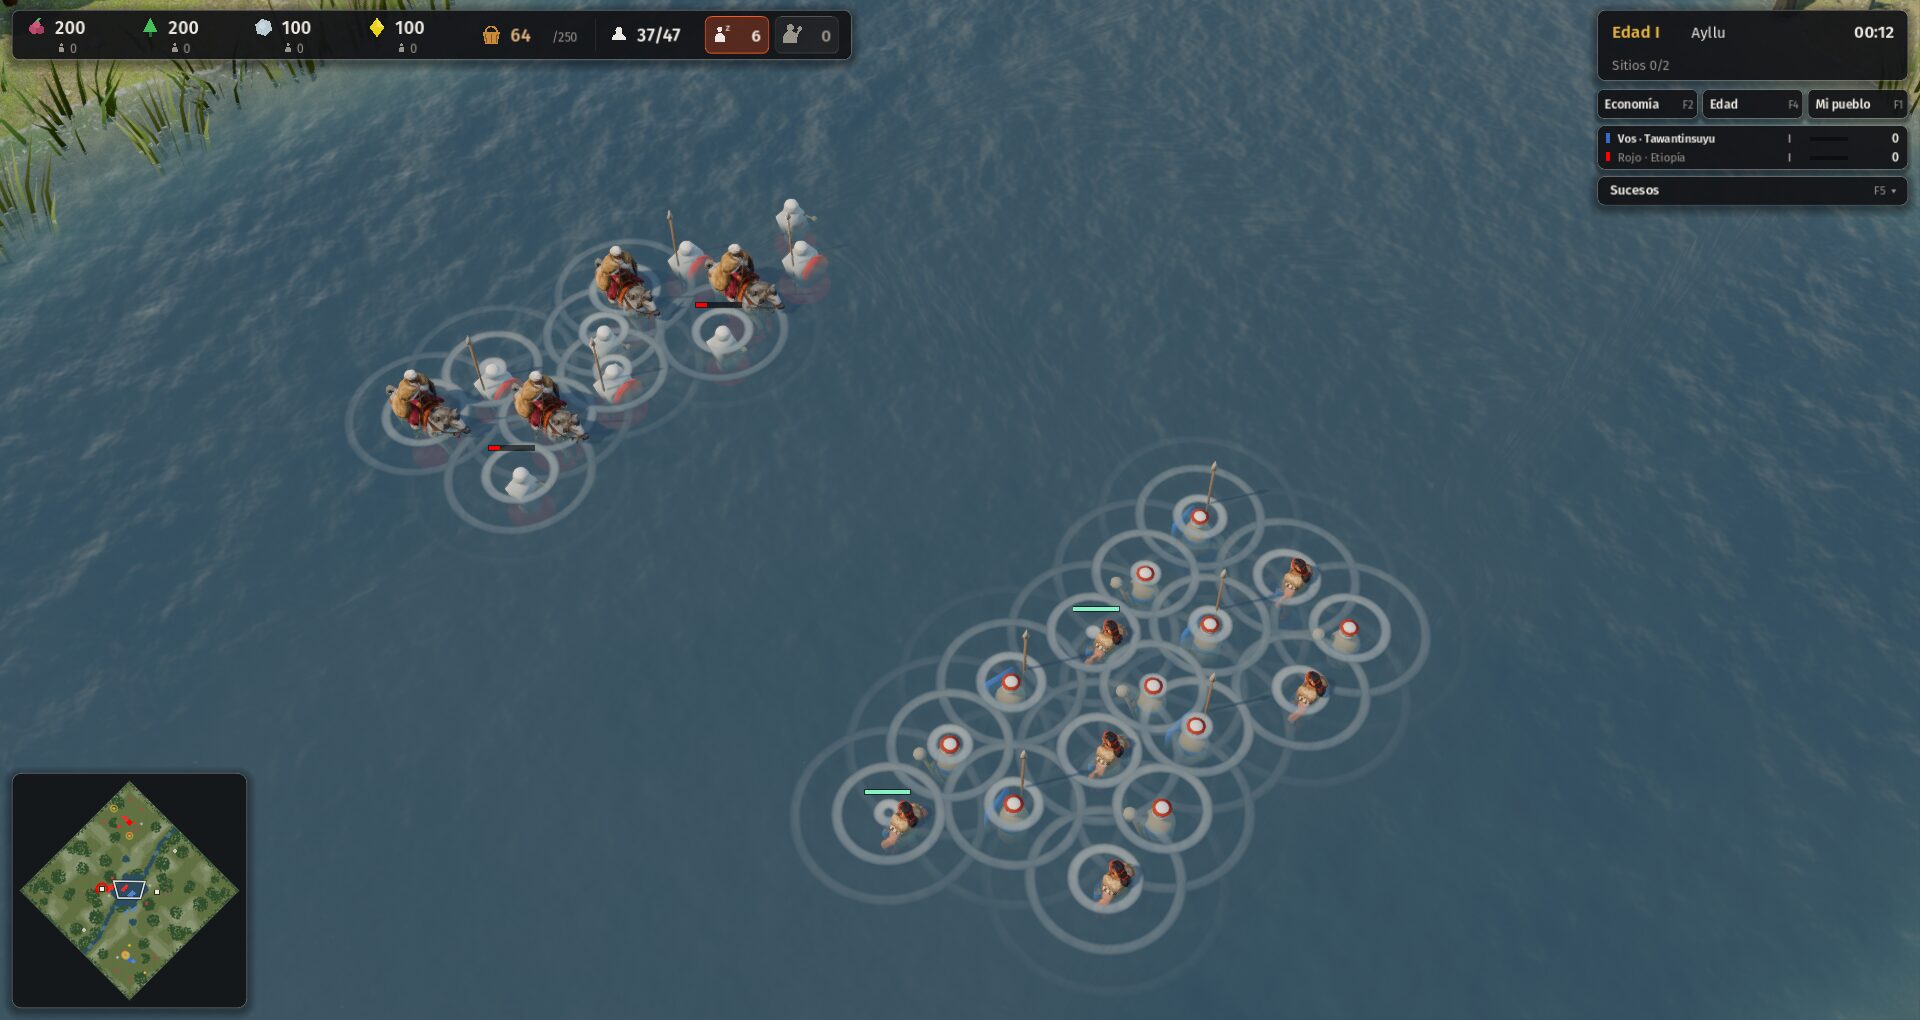 200 200 100 100 64 /250 37/47 z 6 0
0 0 0 0
Edad I Ayllu 00:12
Sitios 0/2
Economía F2 Edad F4 Mi pueblo F1
Vos · Tawantinsuyu I 0
Rojo · Etiopía I 0
Sucesos F5